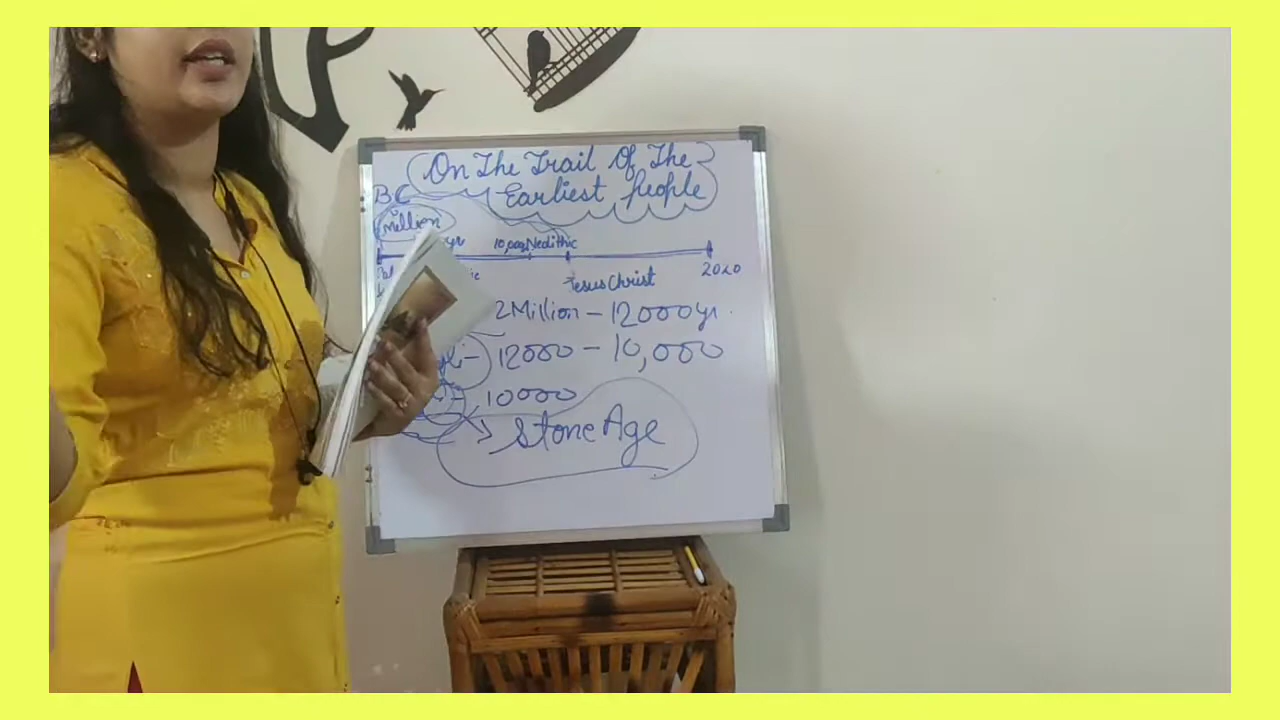 On The Trail Of The
BC Earliest People
million
yr 10,000 Neolithic
Jesus Christ 2020
2 Million - 12000yr.
12000 - 10,000
10000
Stone Age